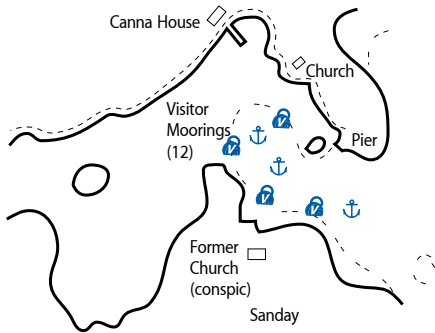 Canna House
Church
Visitor
Moorings
(12)
Pier
V
V
V
V
Former
Church
(conspic)
Sanday